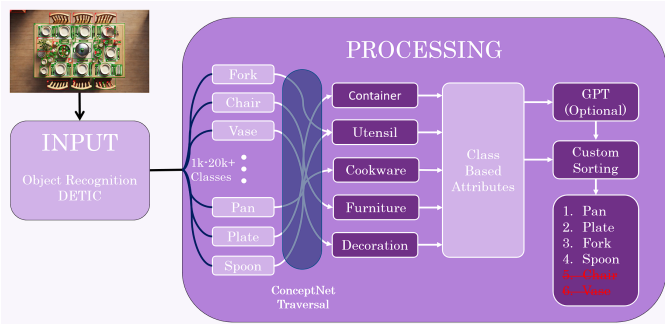 PROCESSING
INPUT
Object Recognition
DETIC
Fork
Chair
Vase
1k-20k+
Classes
Pan
Plate
Spoon
ConceptNet
Traversal
Container
Utensil
Cookware
Furniture
Decoration
Class
Based
Attributes
GPT
(Optional)
Custom
Sorting
1. Pan
2. Plate
3. Fork
4. Spoon